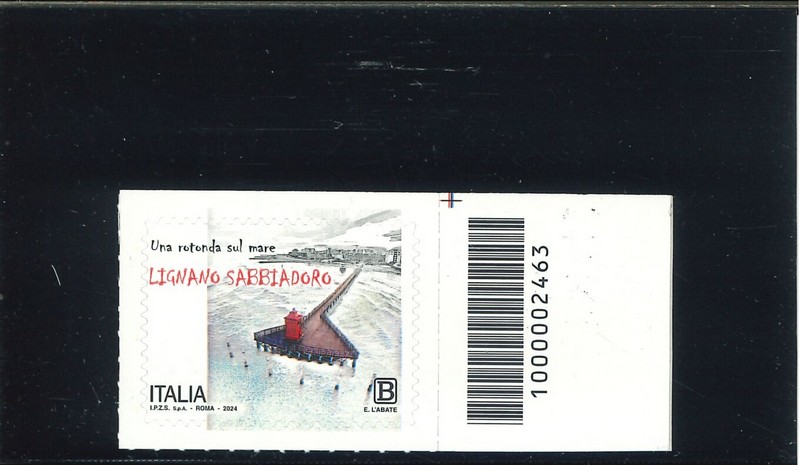 Una rotonda sul mare
LIGNANO SABBIADORO
ITALIA
B
I.P.Z.S. S.p.A. - ROMA - 2024
E. L'ABATE
1000002463